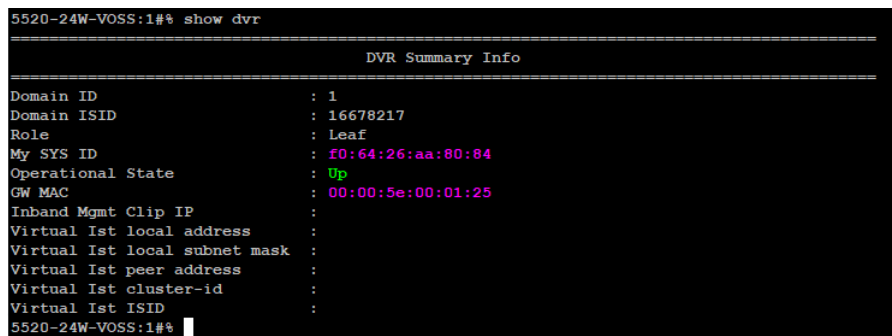 5520-24W-VOSS:1#% show dvr
==========================================================================================
DVR Summary Info
==========================================================================================
Domain ID : 1
Domain ISID : 16678217
Role : Leaf
My SYS ID : f0:64:26:aa:80:84
Operational State : Up
GW MAC : 00:00:5e:00:01:25
Inband Mgmt Clip IP :
Virtual Ist local address :
Virtual Ist local subnet mask :
Virtual Ist peer address :
Virtual Ist cluster-id :
Virtual Ist ISID :
5520-24W-VOSS:1#%